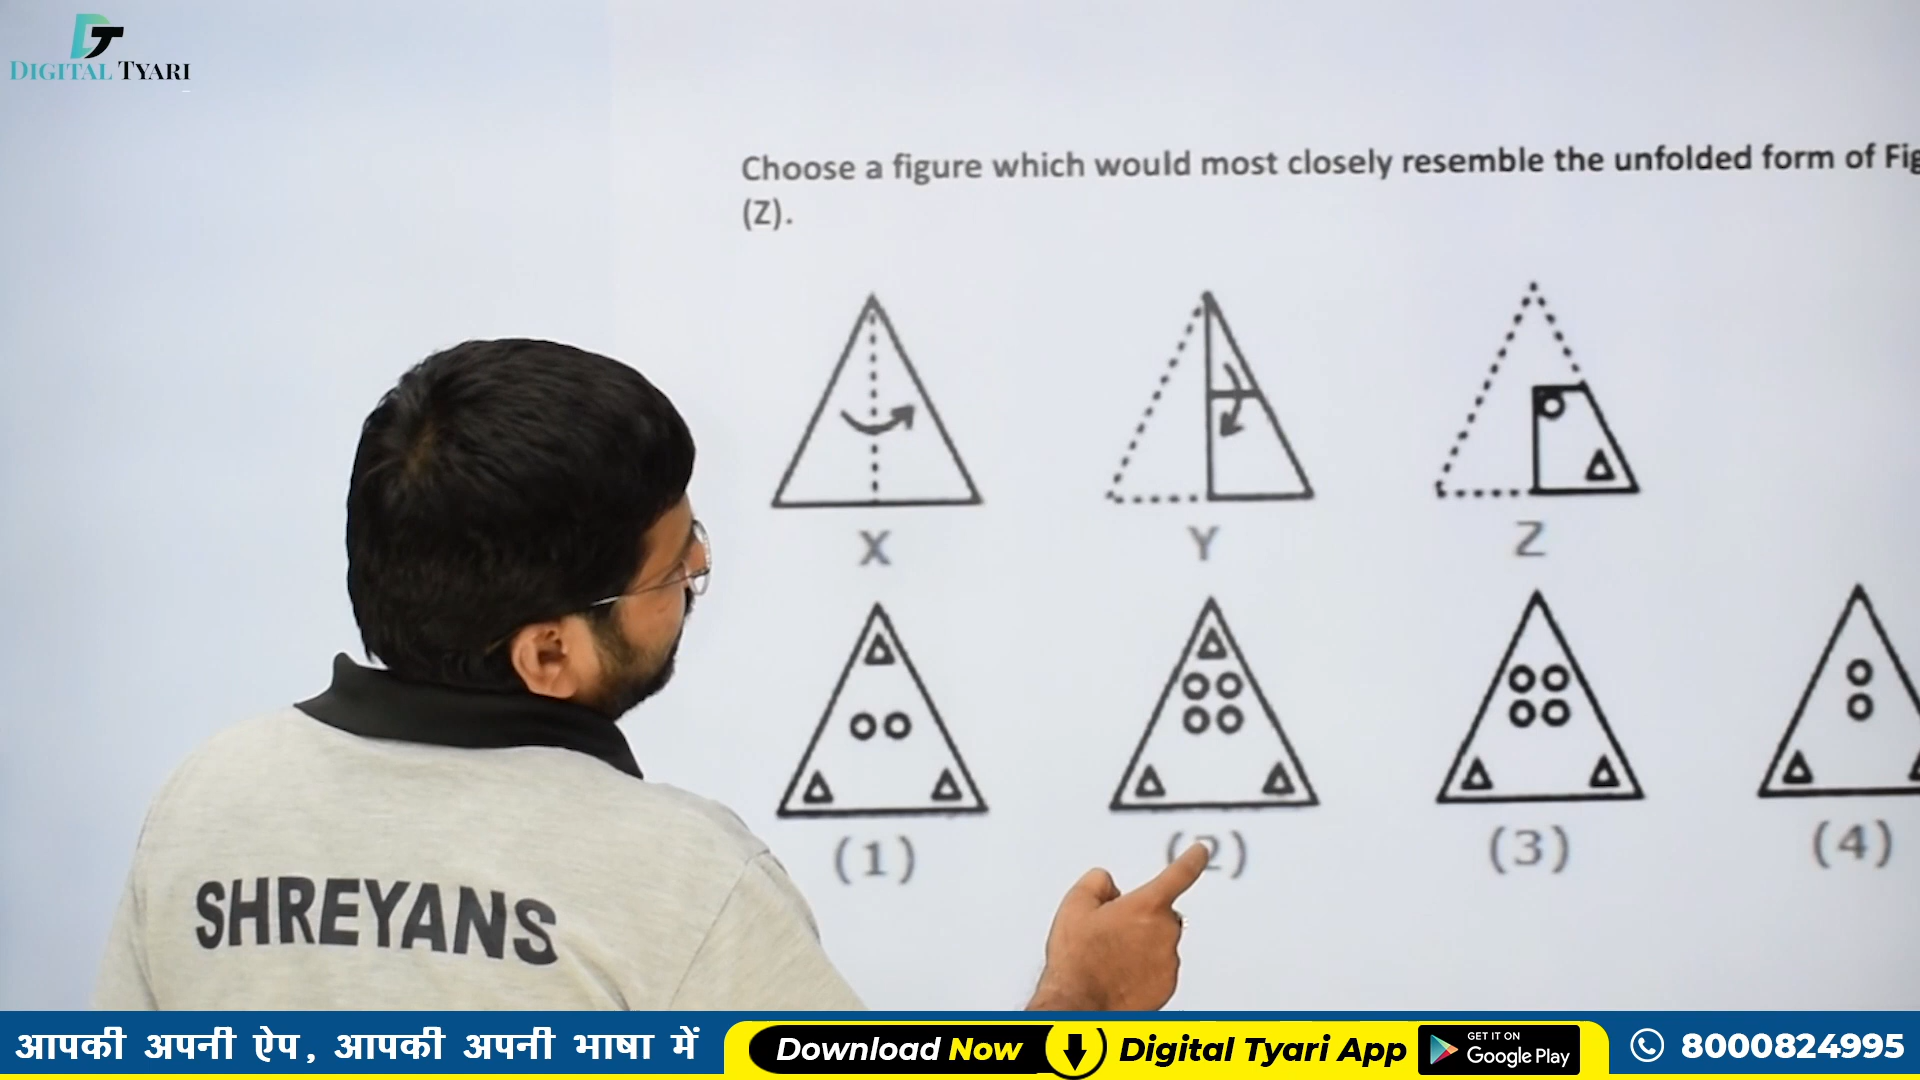 DIGITAL TYARI
Choose a figure which would most closely resemble the unfolded form of Fig
(Z).
X Y Z
(1) (2) (3) (4)
SHREYANS
आपकी अपनी ऐप, आपकी अपनी भाषा में
Download Now
Digital Tyari App
GET IT ON
Google Play
8000824995